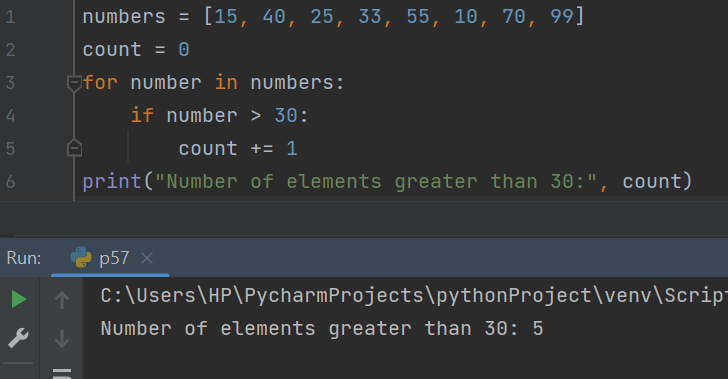 1 numbers = [15, 40, 25, 33, 55, 10, 70, 99]
2 count = 0
3 for number in numbers:
4     if number > 30:
5         count += 1
6 print("Number of elements greater than 30:", count)
Run: p57 ×
C:\Users\HP\PycharmProjects\pythonProject\venv\Script
Number of elements greater than 30: 5